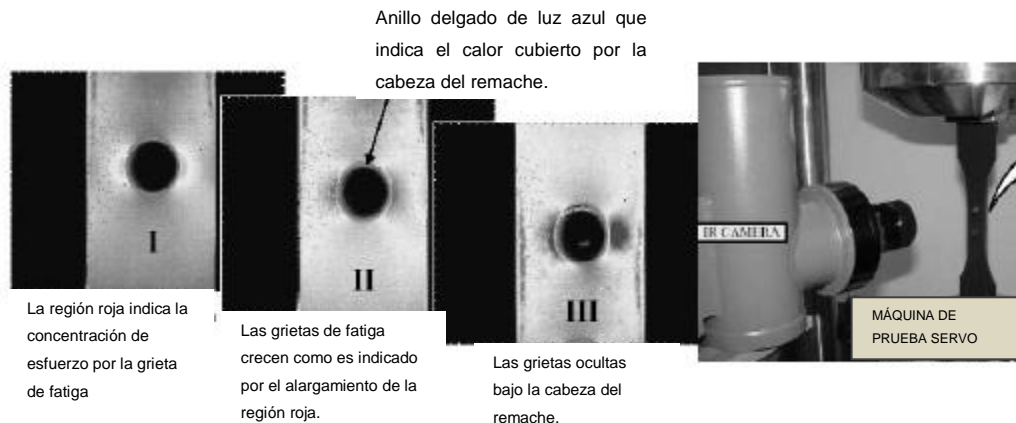 Anillo delgado de luz azul que
indica el calor cubierto por la
cabeza del remache.
I
II
III
IR CAMERA
MÁQUINA DE
PRUEBA SERVO
La región roja indica la
concentración de
esfuerzo por la grieta
de fatiga
Las grietas de fatiga
crecen como es indicado
por el alargamiento de la
región roja.
Las grietas ocultas
bajo la cabeza del
remache.